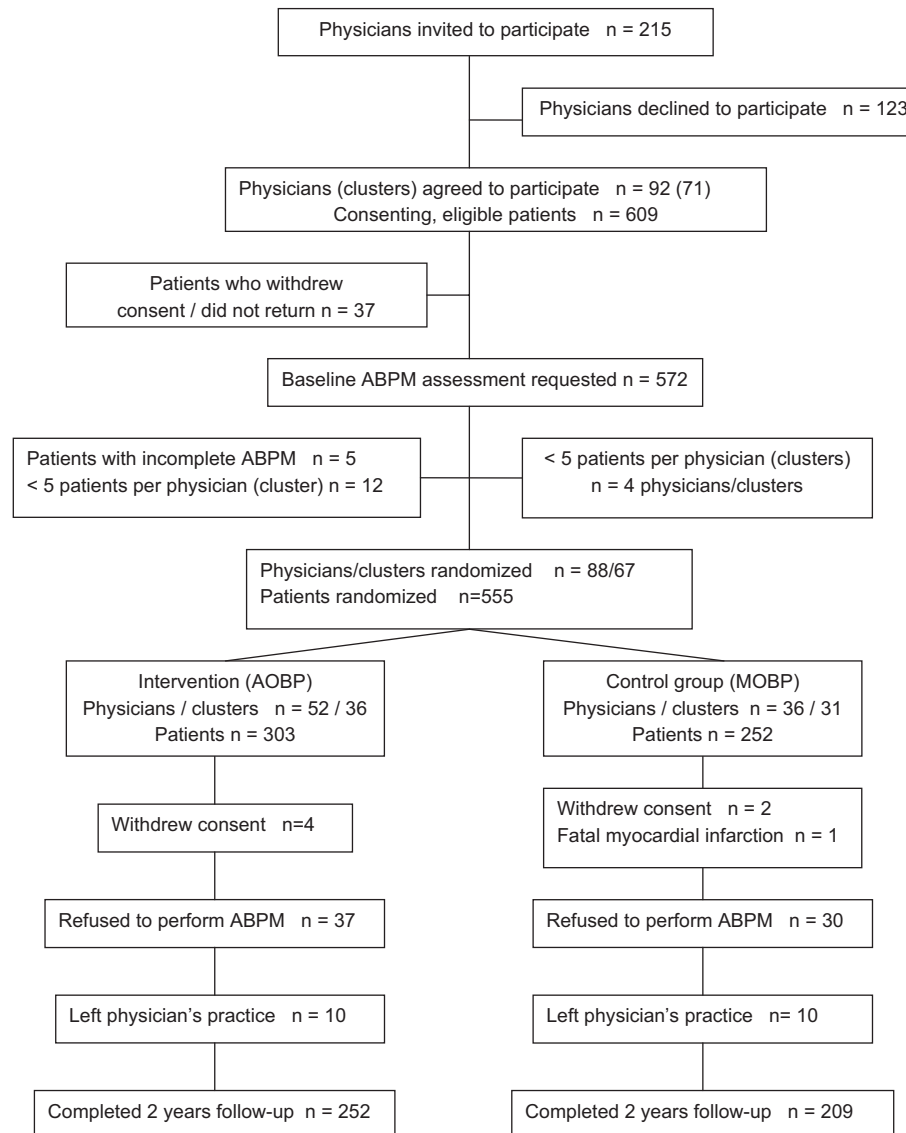 Physicians invited to participate n = 215
Physicians declined to participate n = 123
Physicians (clusters) agreed to participate n = 92 (71)
Consenting, eligible patients n = 609
Patients who withdrew
consent / did not return n = 37
Baseline ABPM assessment requested n = 572
Patients with incomplete ABPM n = 5
< 5 patients per physician (cluster) n = 12
< 5 patients per physician (clusters)
n = 4 physicians/clusters
Physicians/clusters randomized n = 88/67
Patients randomized n=555
Intervention (AOBP)
Physicians / clusters n = 52 / 36
Patients n = 303
Control group (MOBP)
Physicians / clusters n = 36 / 31
Patients n = 252
Withdrew consent n=4
Withdrew consent n = 2
Fatal myocardial infarction n = 1
Refused to perform ABPM n = 37
Refused to perform ABPM n = 30
Left physician's practice n = 10
Left physician's practice n= 10
Completed 2 years follow-up n = 252
Completed 2 years follow-up n = 209